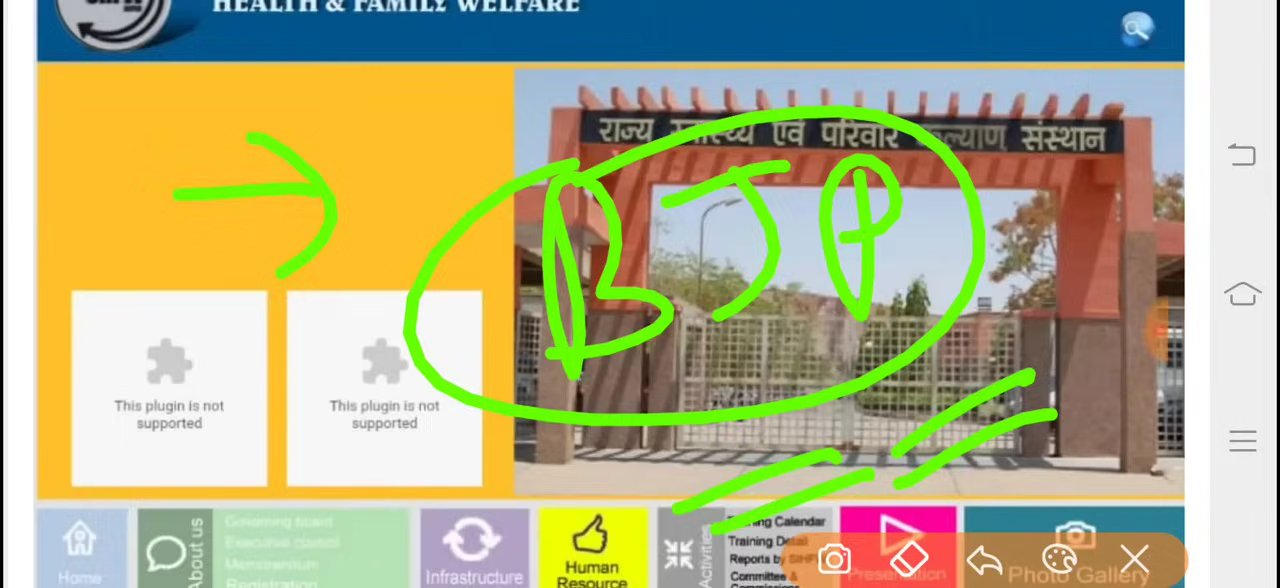 HEALTH & FAMILY WELFARE
राज्य स्वास्थ्य एवं परिवार कल्याण संस्थान
BJP
This plugin is not
supported
This plugin is not
supported
Home
About us
Governing Board
Executive council
Memorandum
Registration
Infrastructure
Human
Resource
Activities
Training Calendar
Training Detail
Reports by SIHFW
Committee &
Presentation
Photo Gallery